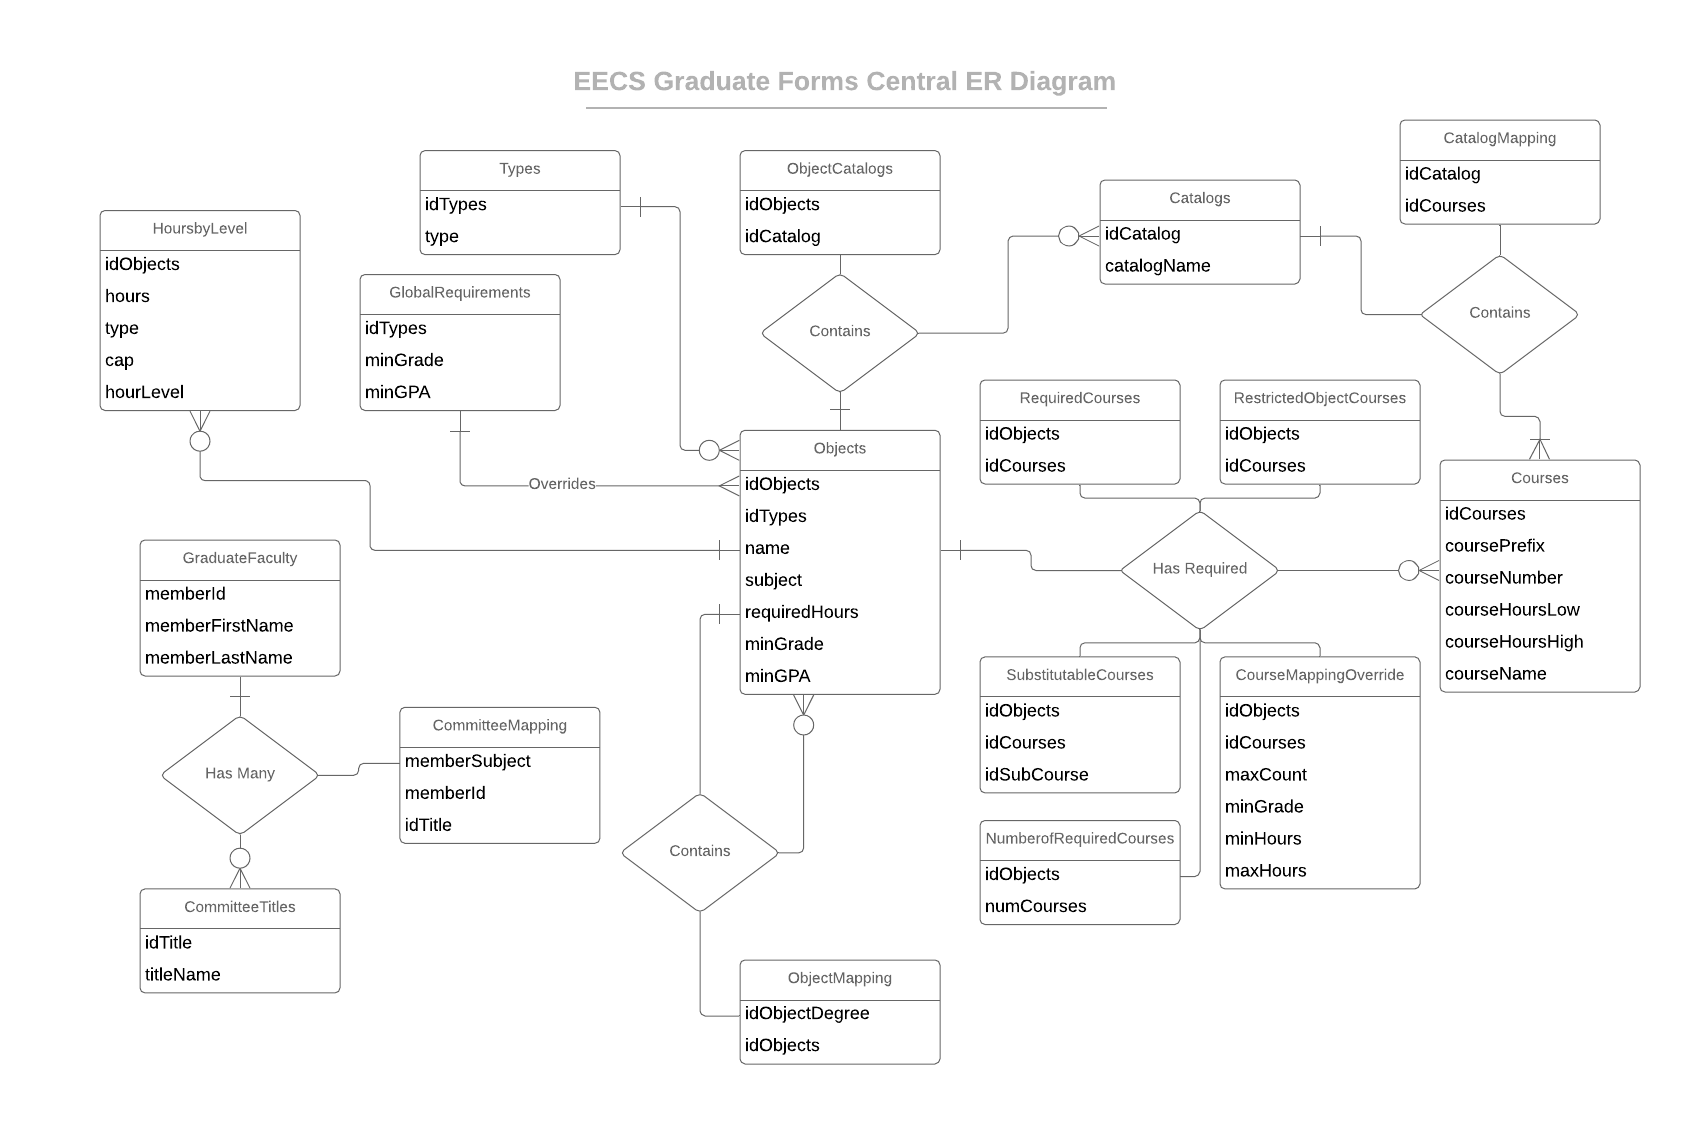 EECS Graduate Forms Central ER Diagram
HoursbyLevel
idObjects
hours
type
cap
hourLevel
Types
idTypes
type
GlobalRequirements
idTypes
minGrade
minGPA
Overrides
ObjectCatalogs
idObjects
idCatalog
Contains
Catalogs
idCatalog
catalogName
CatalogMapping
idCatalog
idCourses
Contains
Objects
idObjects
idTypes
name
subject
requiredHours
minGrade
minGPA
RequiredCourses
idObjects
idCourses
RestrictedObjectCourses
idObjects
idCourses
Has Required
Courses
idCourses
coursePrefix
courseNumber
courseHoursLow
courseHoursHigh
courseName
GraduateFaculty
memberId
memberFirstName
memberLastName
Has Many
CommitteeMapping
memberSubject
memberId
idTitle
CommitteeTitles
idTitle
titleName
Contains
ObjectMapping
idObjectDegree
idObjects
SubstitutableCourses
idObjects
idCourses
idSubCourse
CourseMappingOverride
idObjects
idCourses
maxCount
minGrade
minHours
maxHours
NumberofRequiredCourses
idObjects
numCourses